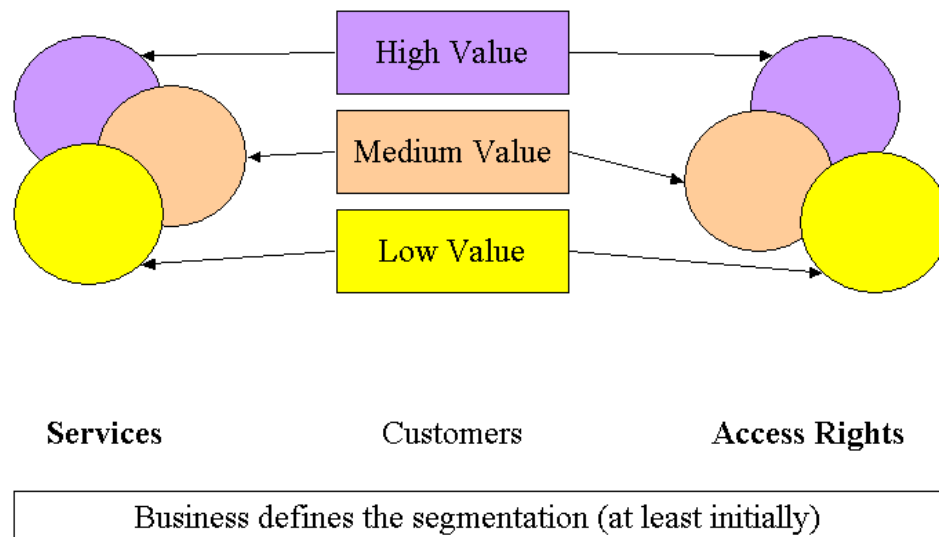 High Value
Medium Value
Low Value
Services
Customers
Access Rights
Business defines the segmentation (at least initially)